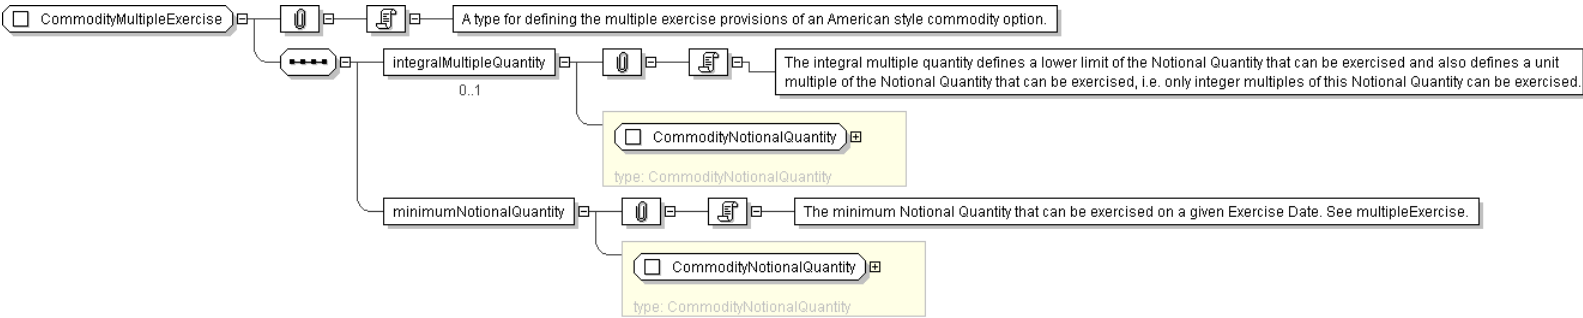 CommodityMultipleExercise
A type for defining the multiple exercise provisions of an American style commodity option.
integralMultipleQuantity
0..1
The integral multiple quantity defines a lower limit of the Notional Quantity that can be exercised and also defines a unit
multiple of the Notional Quantity that can be exercised, i.e. only integer multiples of this Notional Quantity can be exercised.
CommodityNotionalQuantity
type: CommodityNotionalQuantity
minimumNotionalQuantity
The minimum Notional Quantity that can be exercised on a given Exercise Date. See multipleExercise.
CommodityNotionalQuantity
type: CommodityNotionalQuantity